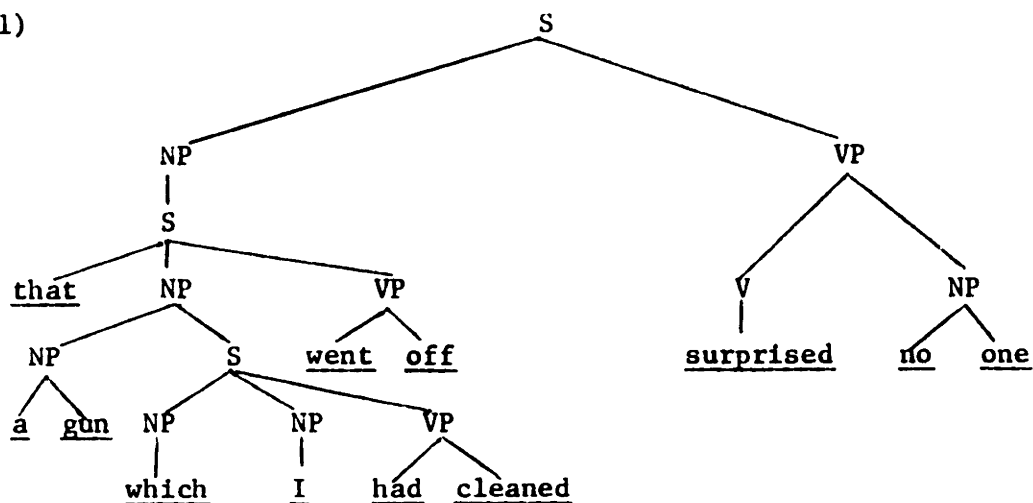 1) S
NP VP
S
that NP VP V NP
NP S went off surprised no one
a gun NP NP VP
which I had cleaned